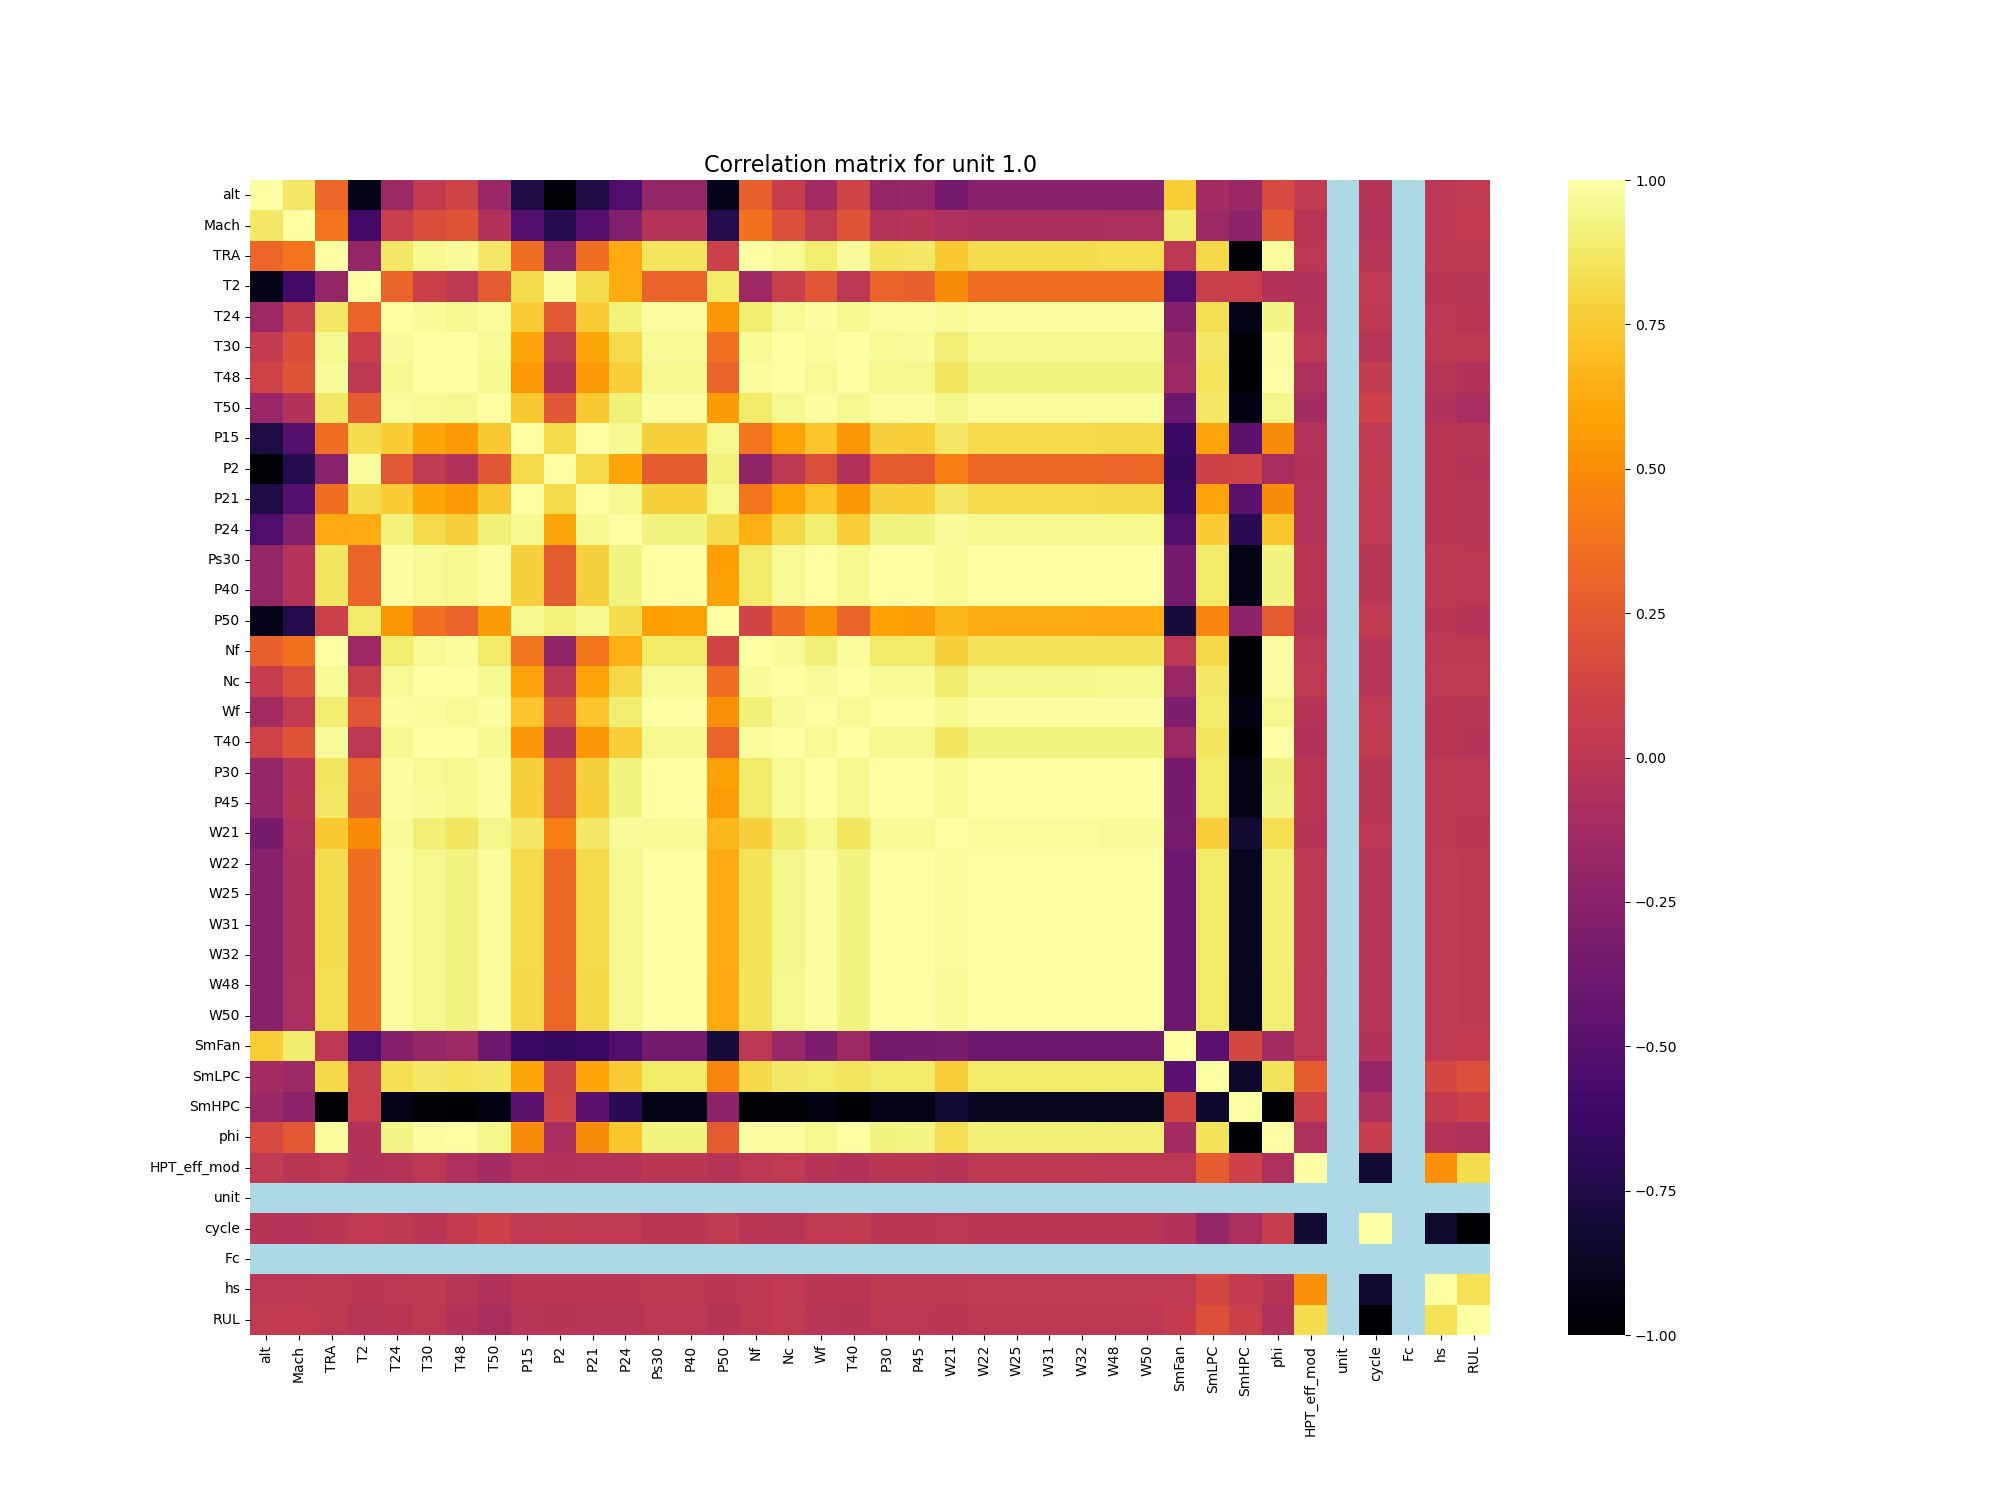 Correlation matrix for unit 1.0
alt
Mach
TRA
T2
T24
T30
T48
T50
P15
P2
P21
P24
Ps30
P40
P50
Nf
Nc
Wf
T40
P30
P45
W21
W22
W25
W31
W32
W48
W50
SmFan
SmLPC
SmHPC
phi
HPT_eff_mod
unit
cycle
Fc
hs
RUL
alt
Mach
TRA
T2
T24
T30
T48
T50
P15
P2
P21
P24
Ps30
P40
P50
Nf
Nc
Wf
T40
P30
P45
W21
W22
W25
W31
W32
W48
W50
SmFan
SmLPC
SmHPC
phi
HPT_eff_mod
unit
cycle
Fc
hs
RUL
1.00
0.75
0.50
0.25
0.00
−0.25
−0.50
−0.75
−1.00